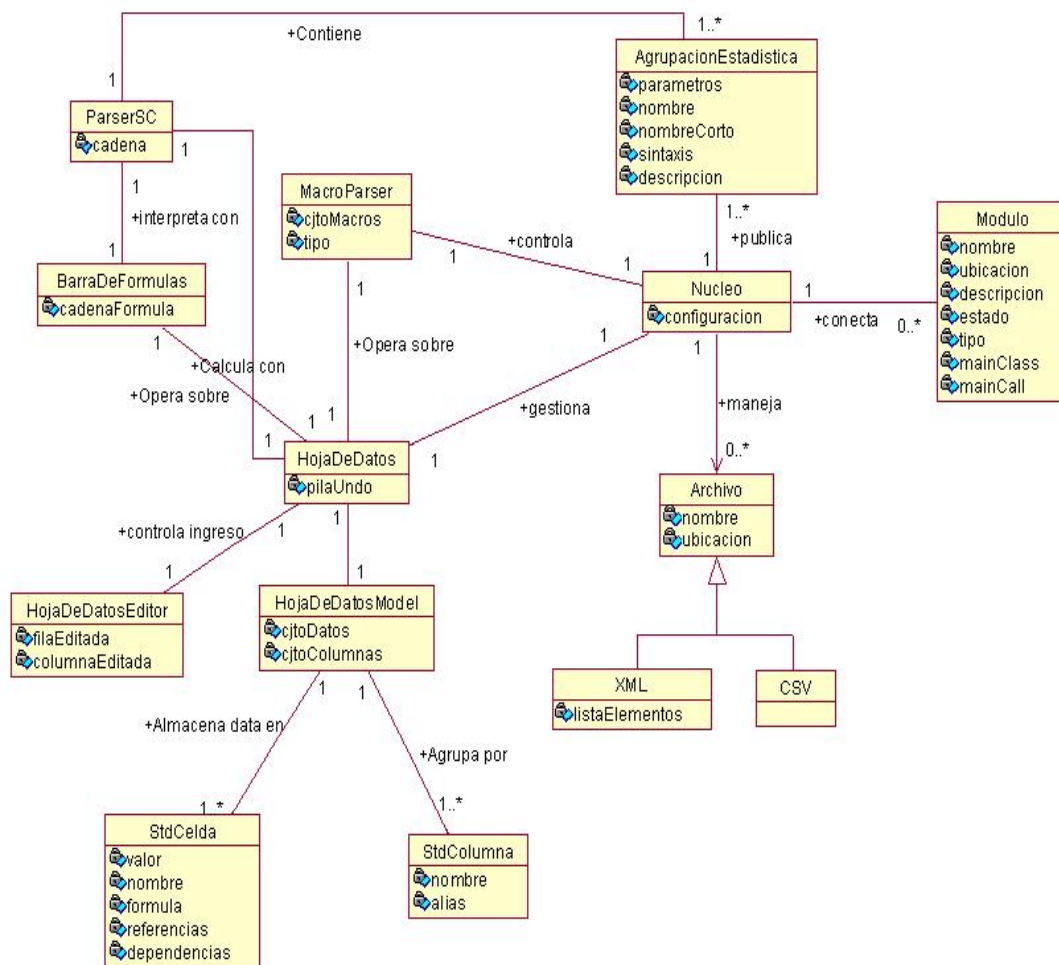 +Contiene
1..*
1
AgrupacionEstadistica
parametros
nombre
nombreCorto
sintaxis
descripcion
ParserSC
cadena
1
1
+interpreta con
1
MacroParser
cjtoMacros
tipo
1
1
+controla
1
1..*
+publica
1
Modulo
nombre
ubicacion
descripcion
estado
tipo
mainClass
mainCall
BarraDeFormulas
cadenaFormula
1
Nucleo
configuracion
1
+conecta
0..*
1
1
+Calcula con
+Opera sobre
+Opera sobre
1
1
1
+gestiona
1
+maneja
0..*
HojaDeDatos
pilaUndo
Archivo
nombre
ubicacion
+controla ingreso
1
1
1
1
HojaDeDatosEditor
filaEditada
columnaEditada
HojaDeDatosModel
cjtoDatos
cjtoColumnas
XML
listaElementos
CSV
1
1
+Almacena data en
+Agrupa por
1..*
1..*
StdCelda
valor
nombre
formula
referencias
dependencias
StdColumna
nombre
alias